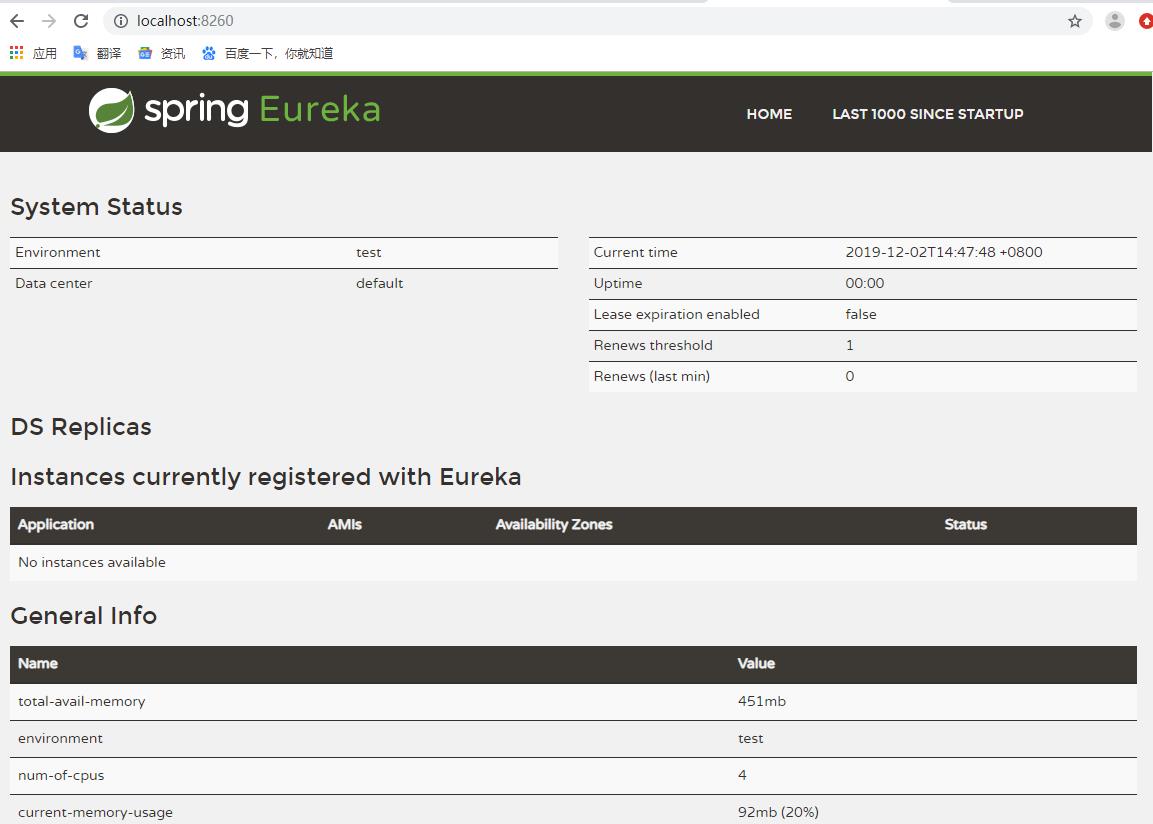 localhost:8260
应用 翻译 资讯 百度一下，你就知道
spring Eureka
HOME LAST 1000 SINCE STARTUP
System Status
Environment test
Data center default
Current time 2019-12-02T14:47:48 +0800
Uptime 00:00
Lease expiration enabled false
Renews threshold 1
Renews (last min) 0
DS Replicas
Instances currently registered with Eureka
Application AMIs Availability Zones Status
No instances available
General Info
Name Value
total-avail-memory 451mb
environment test
num-of-cpus 4
current-memory-usage 92mb (20%)